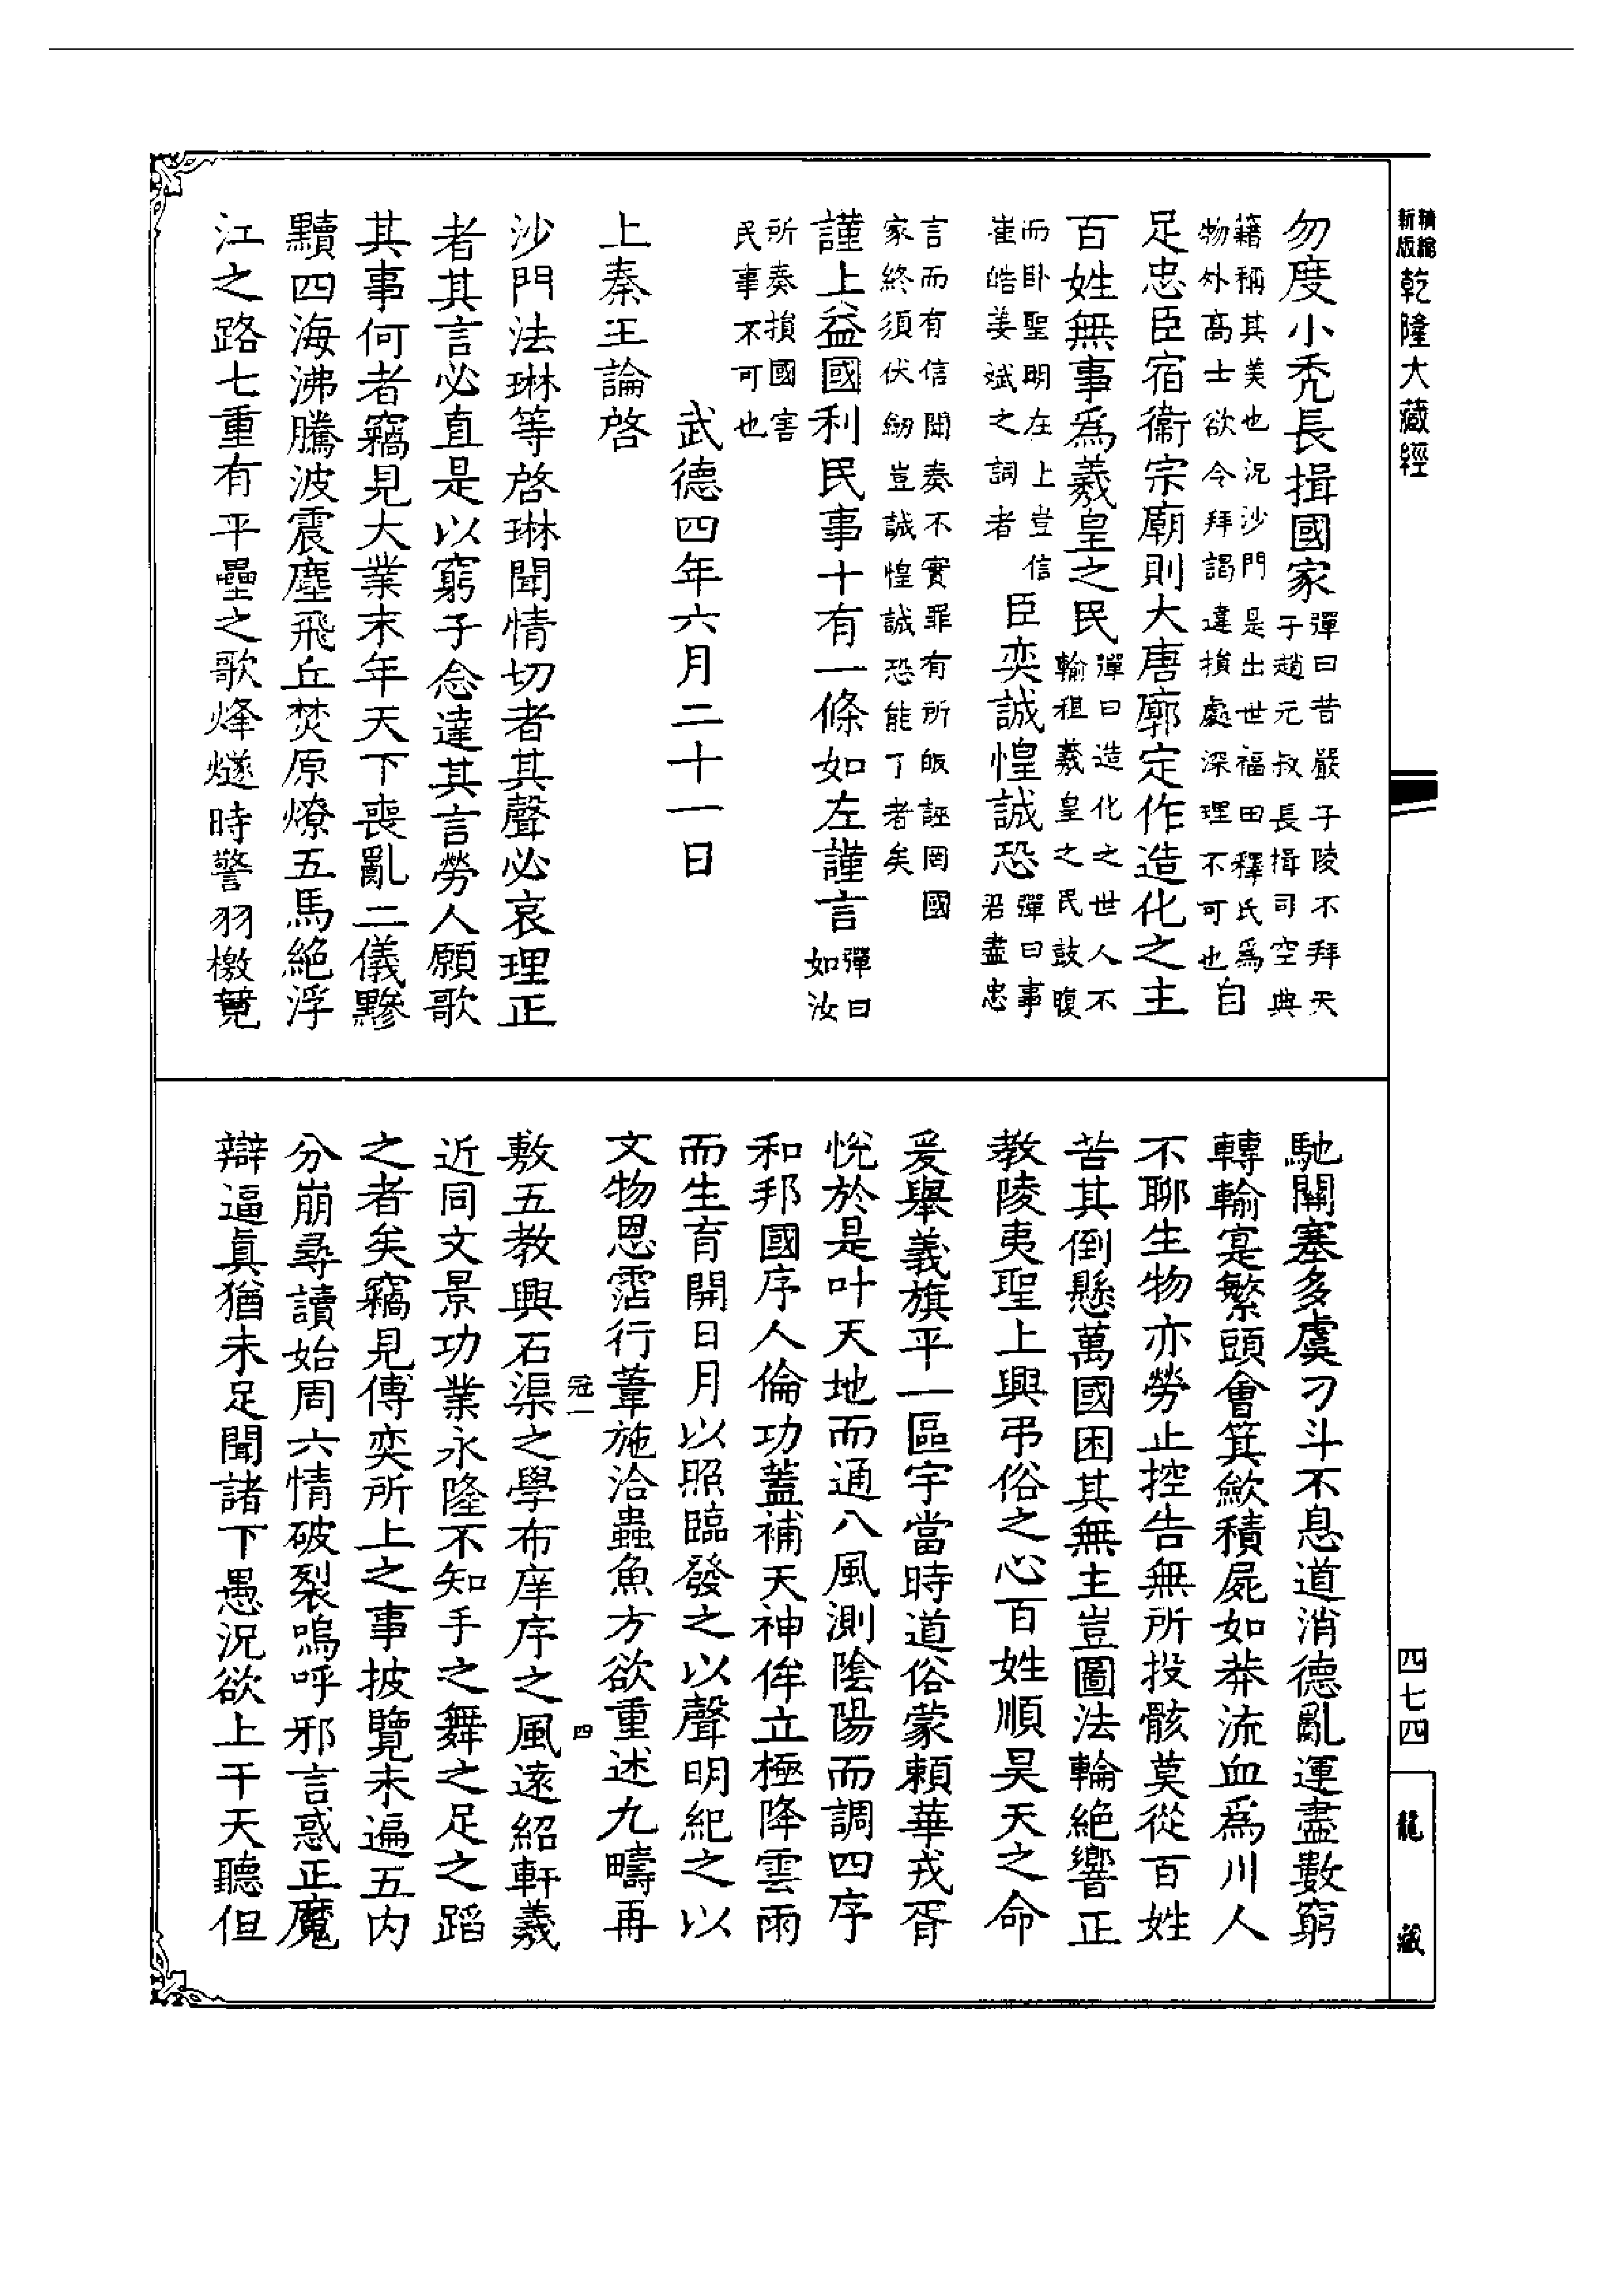 精縮新版
乾隆大藏經
四七四
龍藏
勿度小禿長揖國家彈曰昔嚴子陵不拜天子趙元叔長揖司空典
籍稱其美也況沙門是出世福田釋氏爲物外高士欲令拜謁違損處深理不可也自
足忠臣宿衛宗廟則大唐廓定作造化之主
百姓無事爲羲皇之民彈曰造化之世人不輸租羲皇之民鼓腹
而卧聖明左上豈信崔皓姜斌之詞者臣奕誠惶誠恐彈曰事君盡忠
言而有信聞奏不實罪有所皈誣罔國家終須伏劒豈誠惶誠恐能了者矣
謹上益國利民事十有一條如左謹言彈曰如汝
所奏損國害民事不可也
武德四年六月二十一日
上秦王論啓
沙門法琳等啓琳聞情切者其聲必哀理正
者其言必直是以窮子念達其言勞人願歌
其事何者竊見大業末年天下喪亂二儀黲
黷四海沸騰波震塵飛丘焚原燎五馬絕浮
江之路七重有平壘之歌烽燧時警羽檄竟
馳關塞多虞刁斗不息道消德亂運盡數窮
轉輸寔繁頭會箕歛積屍如莽流血爲川人
不聊生物亦勞止控告無所投骸莫從百姓
苦其倒懸萬國困其無主豈圖法輪絕響正
教陵夷聖上興弔俗之心百姓順昊天之命
爰舉義旗平一區宇當時道俗蒙頼華戎胥
悅於是叶天地而通八風測陰陽而調四序
和邦國序人倫功蓋補天神侔立極降雲雨
而生育開日月以照臨發之以聲明紀之以
文物恩霑行葦施洽蟲魚方欲重述九疇再
冠一
四
敷五教興石渠之學布庠序之風遠紹軒羲
近同文景功業永隆不知手之舞之足之蹈
之者矣竊見傅奕所上之事披覽未遍五內
分崩尋讀始周六情破裂嗚呼邪言惑正魔
辯逼眞猶未足聞諸下愚況欲上干天聽但